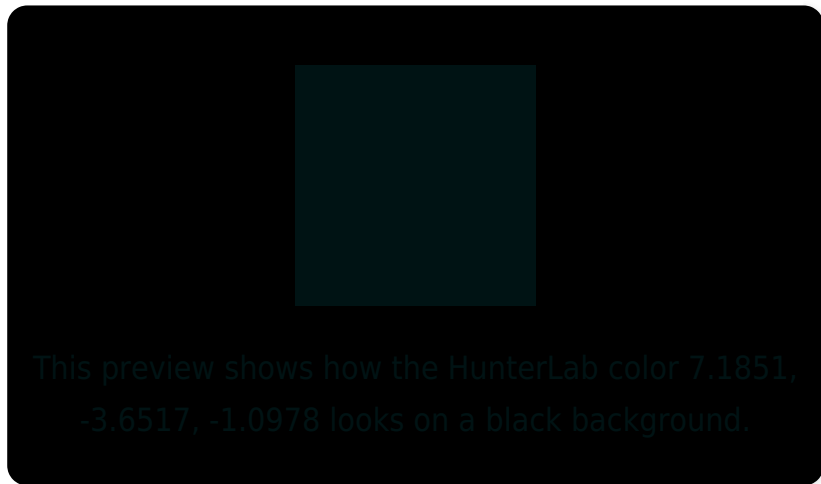 This preview shows how the HunterLab color 7.1851,
-3.6517, -1.0978 looks on a black background.